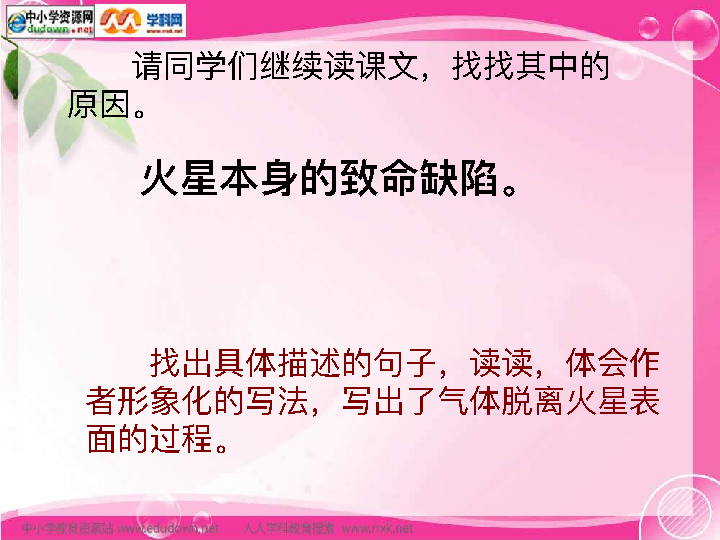 中小学资源网
edudown.net
学科网
www.nxk.net
请同学们继续读课文，找找其中的
原因。
火星本身的致命缺陷。
找出具体描述的句子，读读，体会作
者形象化的写法，写出了气体脱离火星表
面的过程。
中小学教育资源站 www.edudown.net 人人学科教育搜索 www.rrxk.net